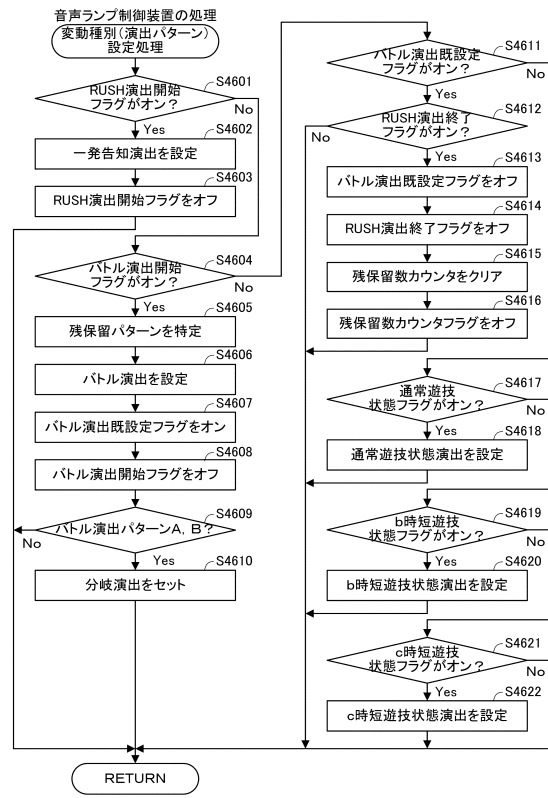 音声ランプ制御装置の処理
変動種別（演出パターン）
設定処理
S4601
RUSH演出開始
フラグがオン？
No
Yes
S4602
一発告知演出を設定
S4603
RUSH演出開始フラグをオフ
S4604
バトル演出開始
フラグがオン？
No
Yes
S4605
残保留パターンを特定
S4606
バトル演出を設定
S4607
バトル演出既設定フラグをオン
S4608
バトル演出開始フラグをオフ
S4609
バトル演出パターンA，B？
No
Yes
S4610
分岐演出をセット
RETURN
S4611
バトル演出既設定
フラグがオン？
No
Yes
S4612
RUSH演出終了
フラグがオン？
No
Yes
S4613
バトル演出既設定フラグをオフ
S4614
RUSH演出終了フラグをオフ
S4615
残保留数カウンタをクリア
S4616
残保留数カウンタフラグをオフ
S4617
通常遊技
状態フラグがオン？
No
Yes
S4618
通常遊技状態演出を設定
S4619
b時短遊技
状態フラグがオン？
No
Yes
S4620
b時短遊技状態演出を設定
S4621
c時短遊技
状態フラグがオン？
No
Yes
S4622
c時短遊技状態演出を設定